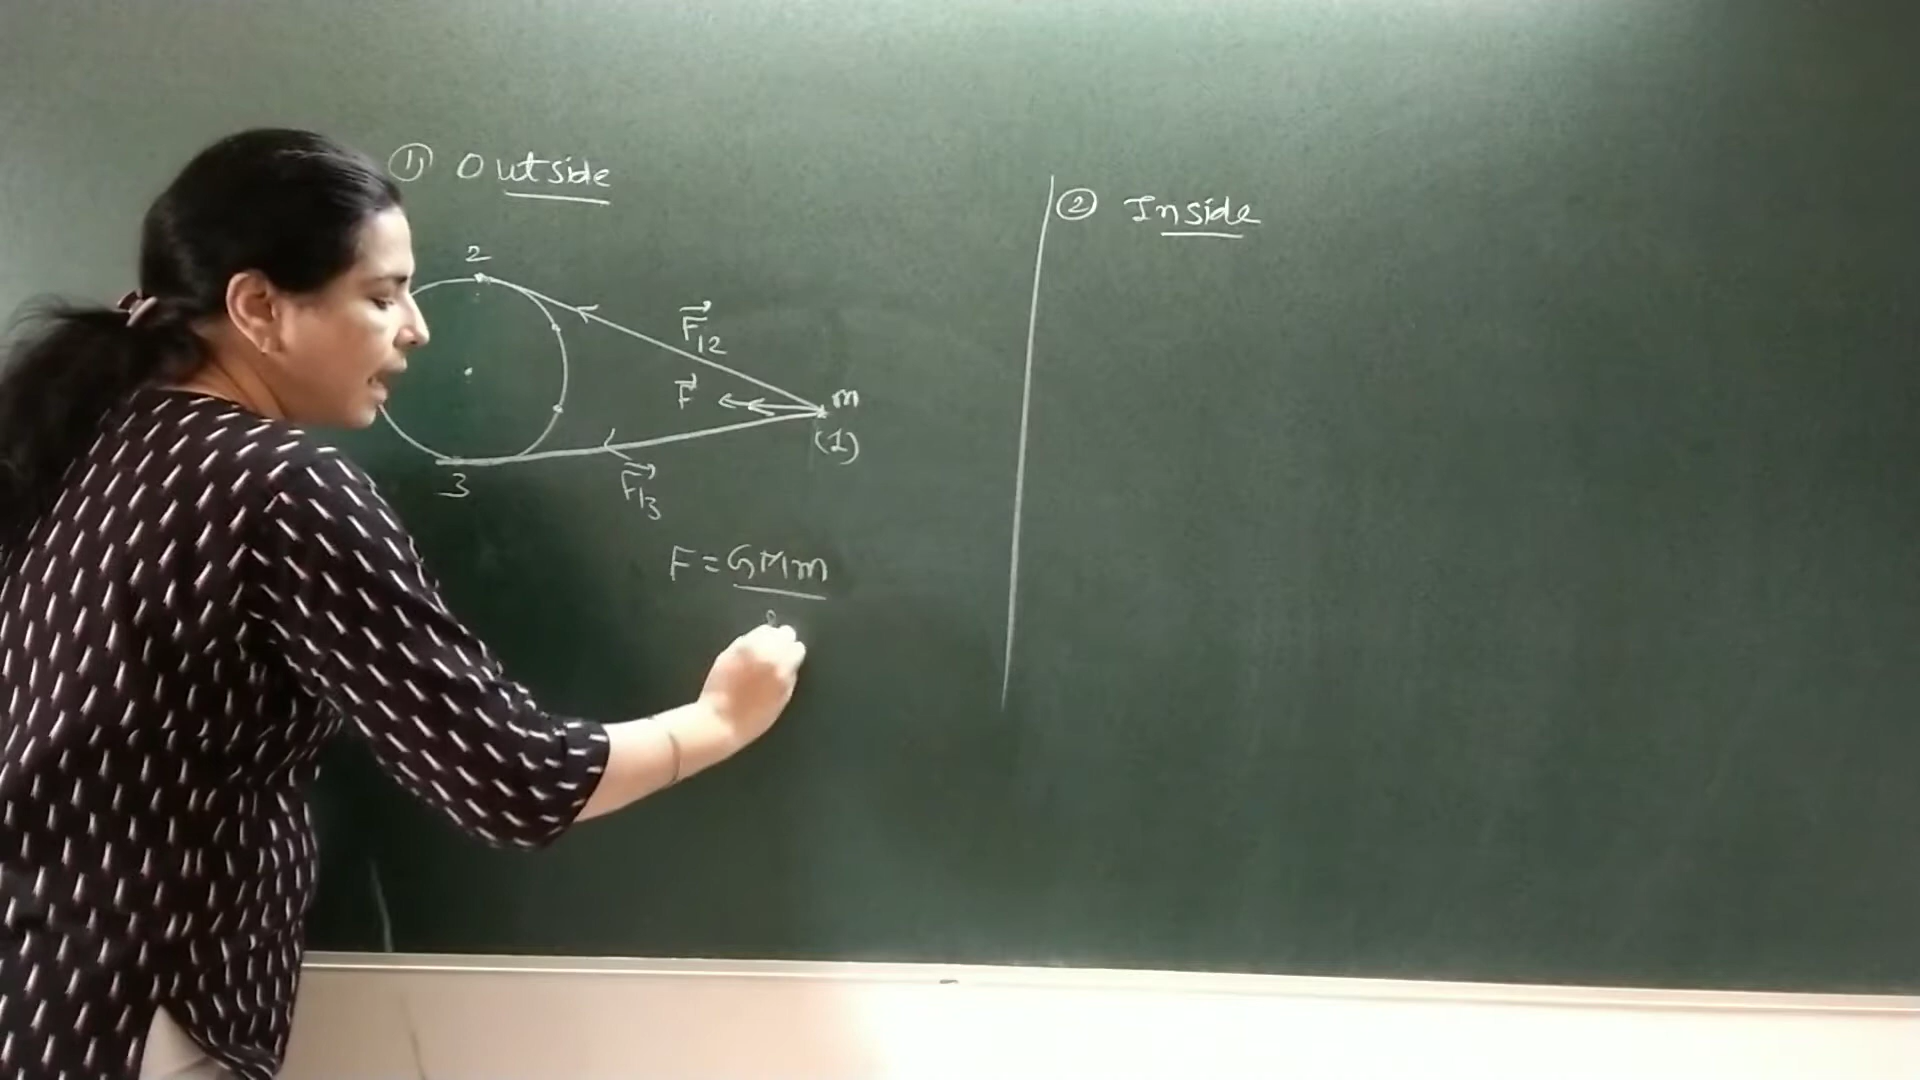 ① Outside
2
F⃗12
F⃗
m
(1)
3
F⃗13
F = GMm
② Inside